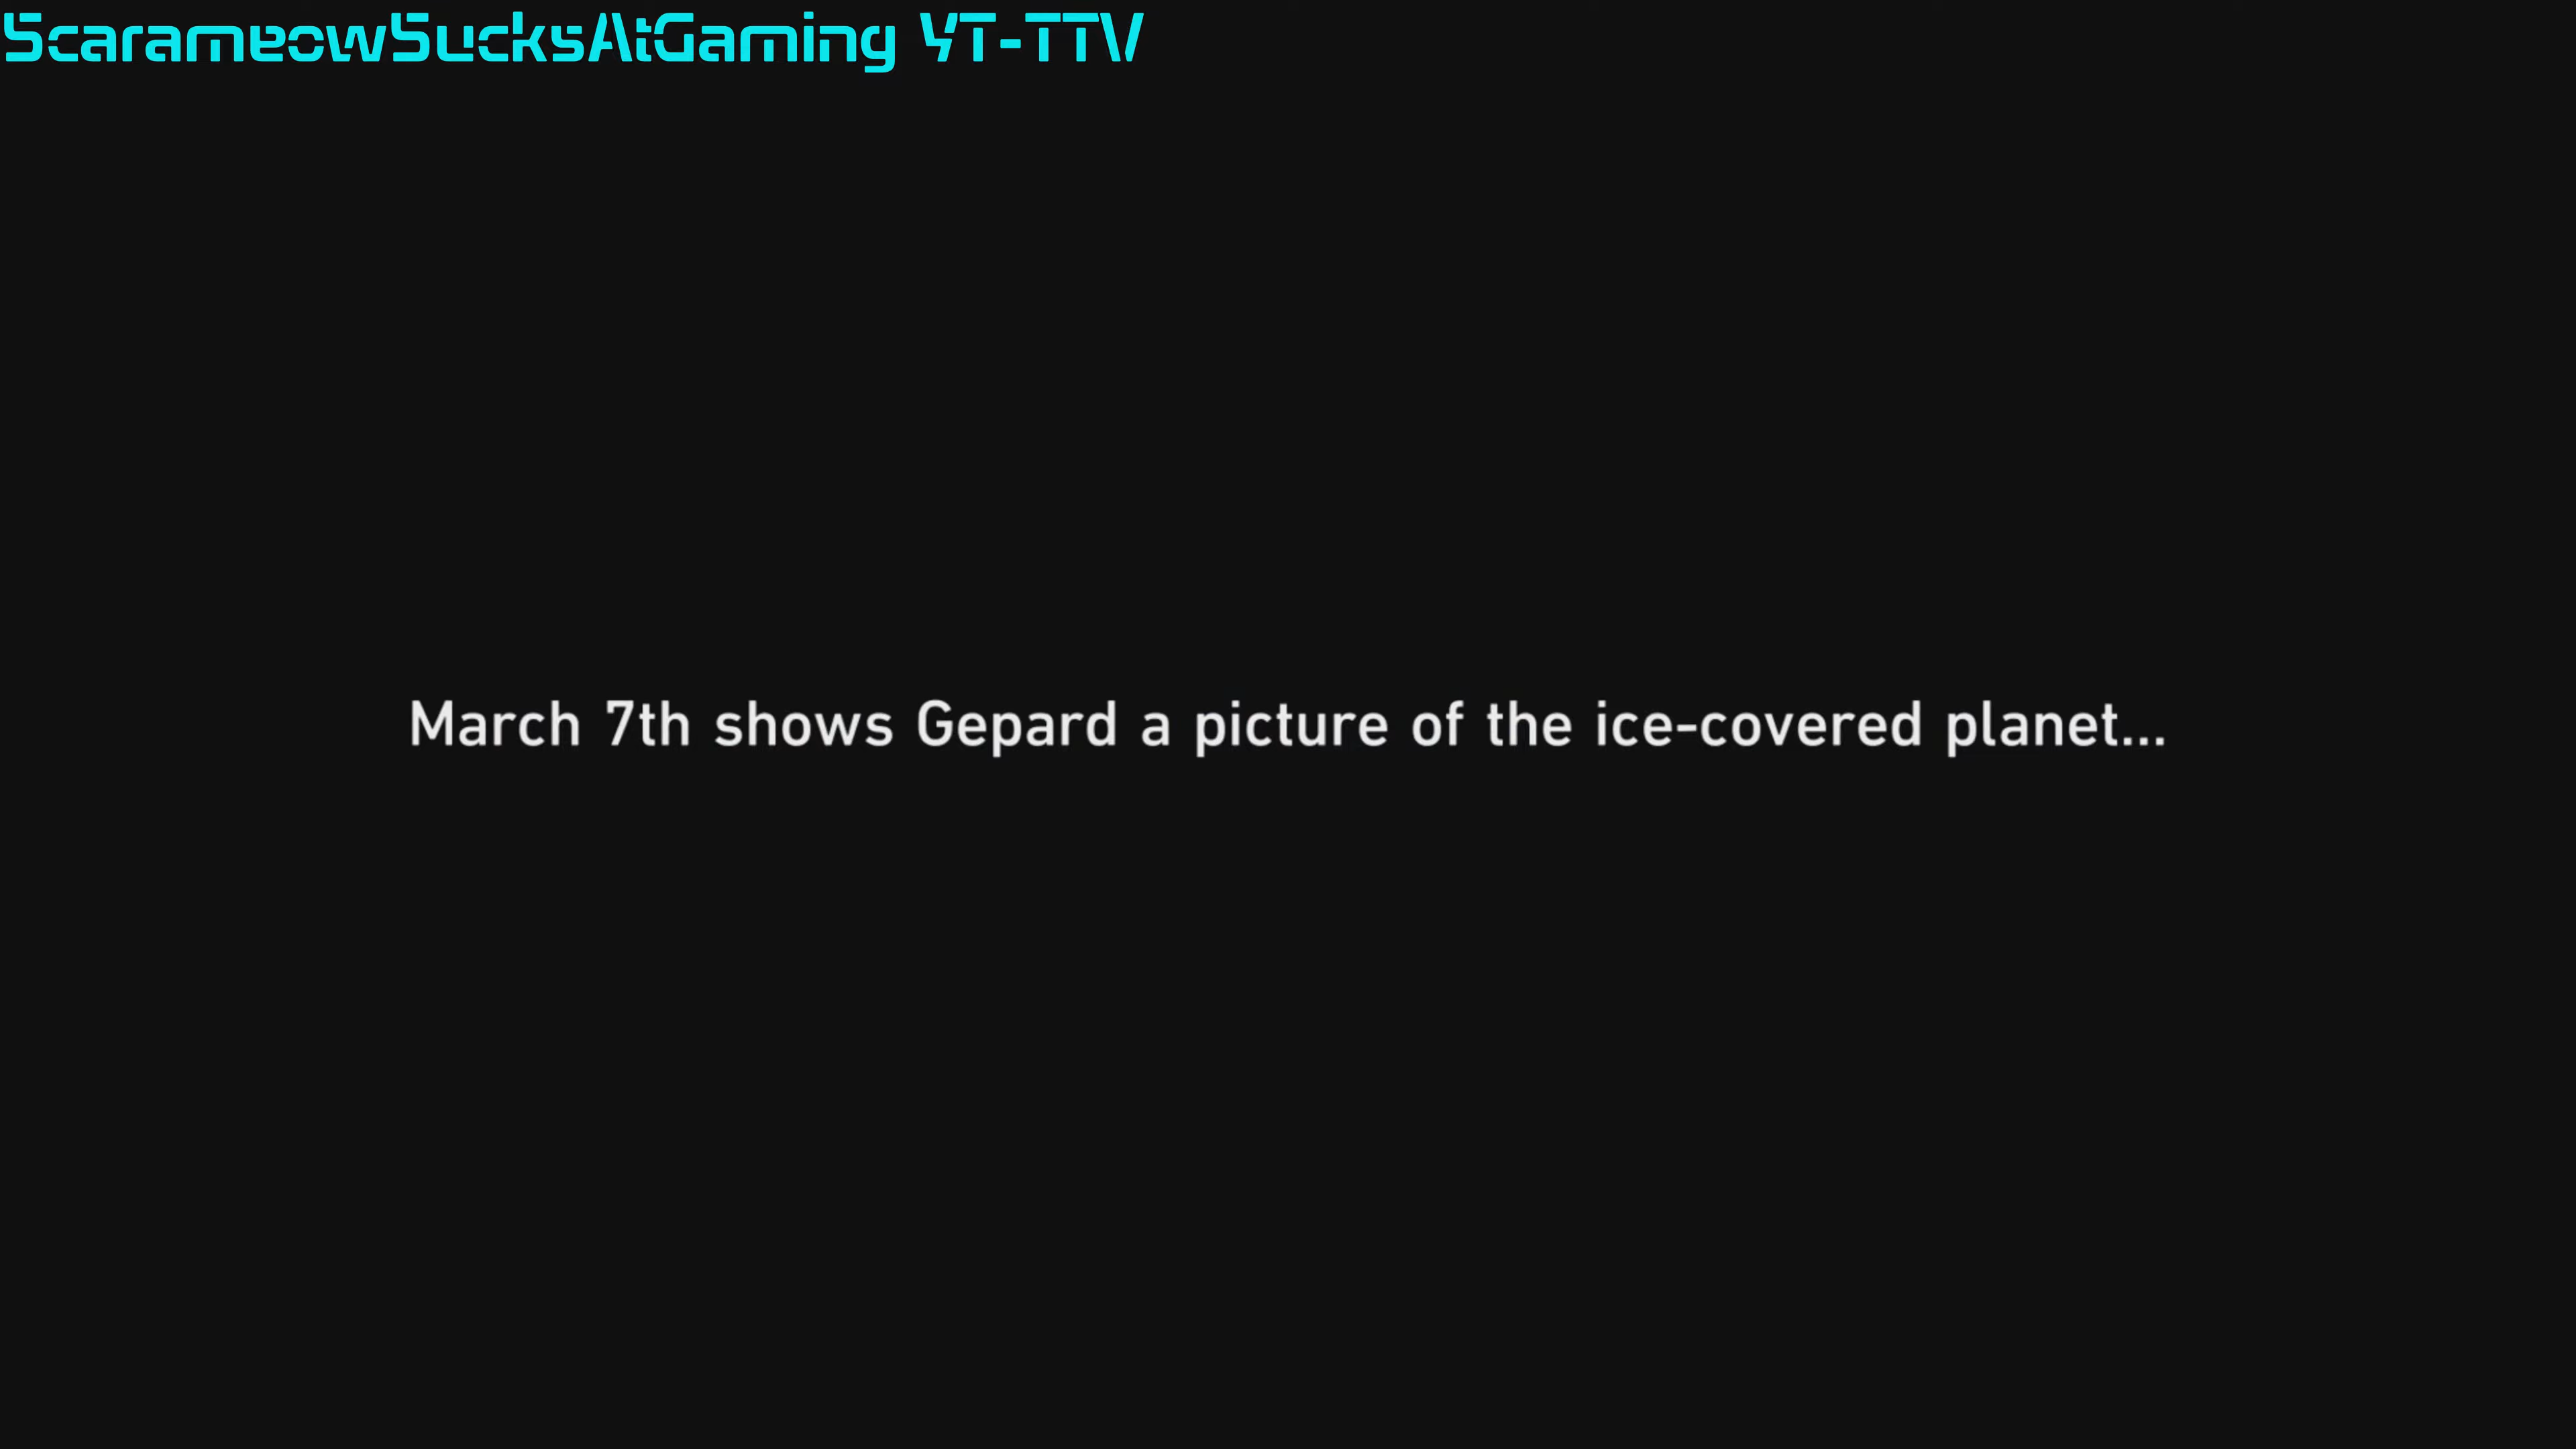 ScarameowSucksAtGaming YT-TTV
March 7th shows Gepard a picture of the ice-covered planet...